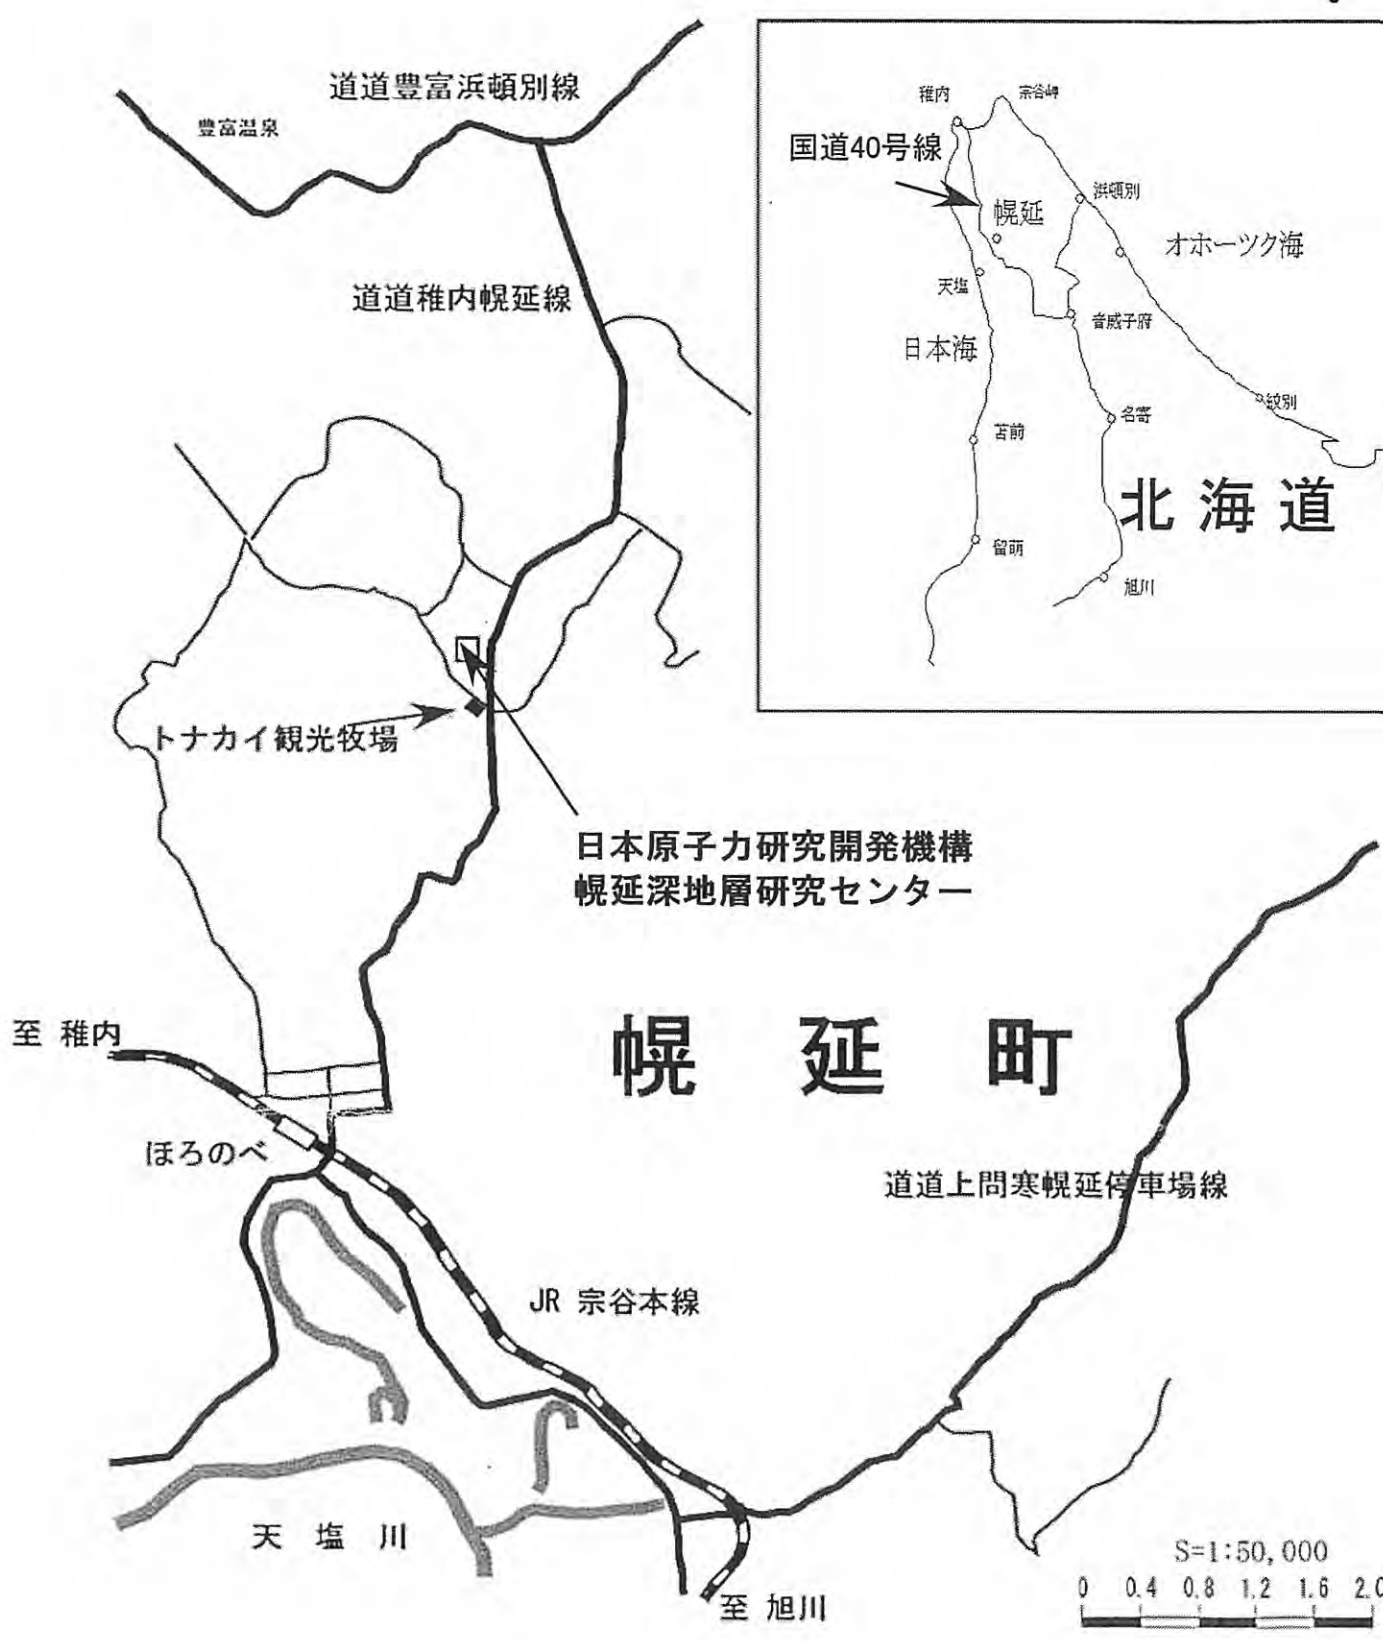 道道豊富浜頓別線
豊富温泉
道道稚内幌延線
稚内
宗谷岬
国道40号線
浜頓別
幌延
オホーツク海
天塩
音威子府
日本海
紋別
苫前
名寄
北海道
留萌
旭川
トナカイ観光牧場
日本原子力研究開発機構
幌延深地層研究センター
至 稚内
幌 延 町
ほろのべ
道道上問寒幌延停車場線
JR 宗谷本線
天 塩 川
至 旭川
S=1:50,000
0 0.4 0.8 1.2 1.6 2.0